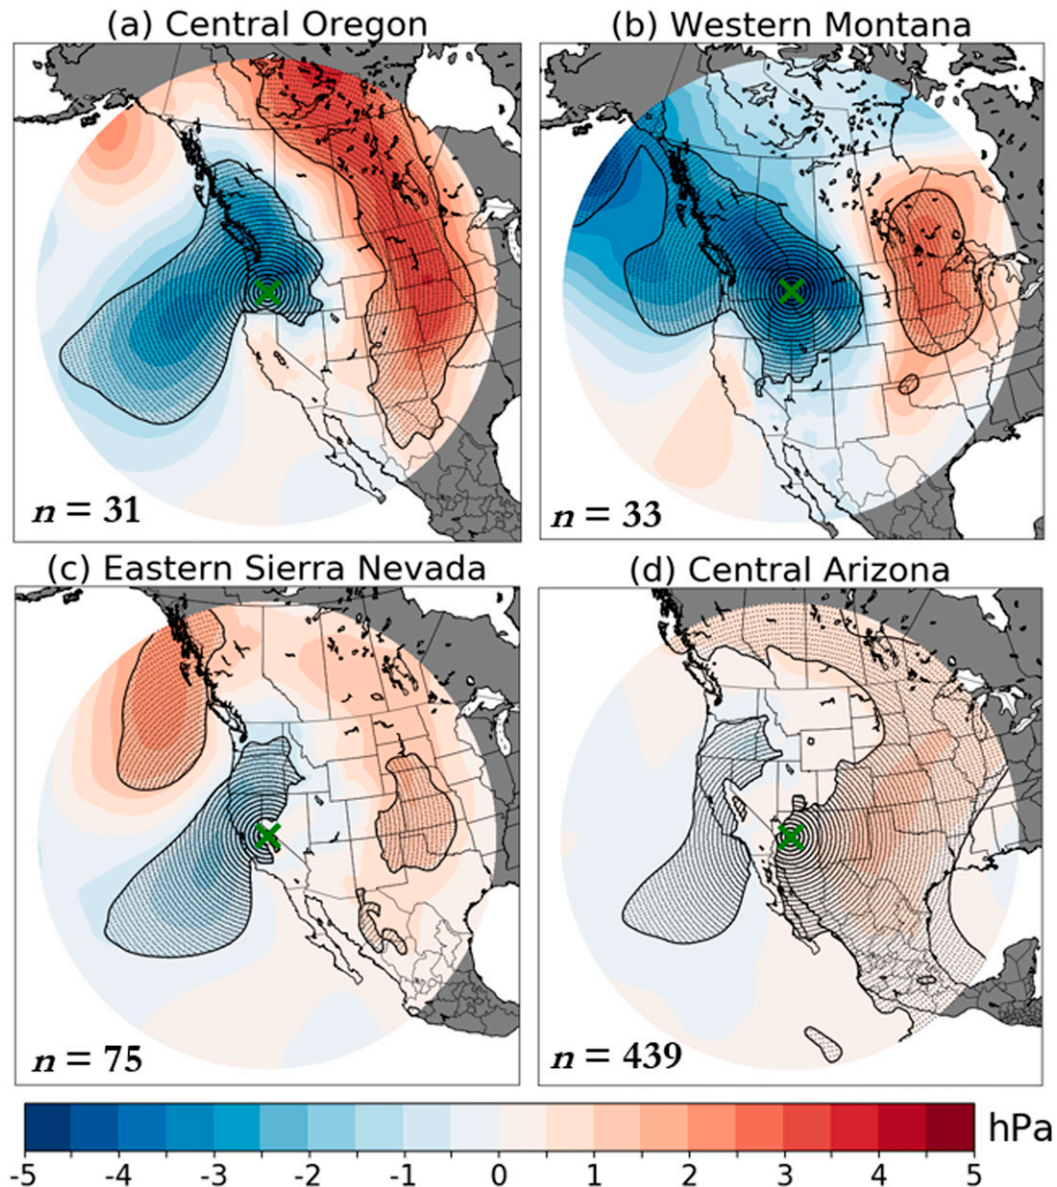 (a) Central Oregon
(b) Western Montana
n = 31
n = 33
(c) Eastern Sierra Nevada
(d) Central Arizona
n = 75
n = 439
hPa
-5 -4 -3 -2 -1 0 1 2 3 4 5